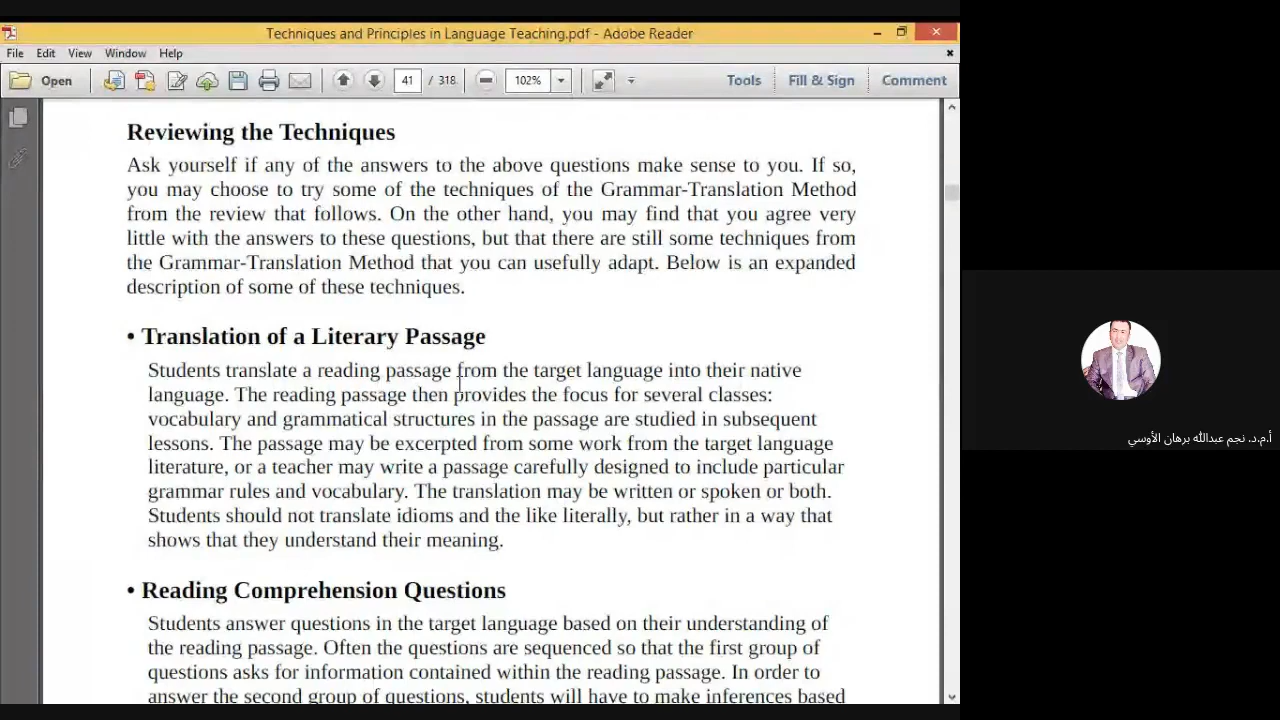 Techniques and Principles in Language Teaching.pdf - Adobe Reader
File Edit View Window Help
Open 41 / 318 102% Tools Fill & Sign Comment
Reviewing the Techniques
Ask yourself if any of the answers to the above questions make sense to you. If so,
you may choose to try some of the techniques of the Grammar-Translation Method
from the review that follows. On the other hand, you may find that you agree very
little with the answers to these questions, but that there are still some techniques from
the Grammar-Translation Method that you can usefully adapt. Below is an expanded
description of some of these techniques.
• Translation of a Literary Passage
Students translate a reading passage from the target language into their native
language. The reading passage then provides the focus for several classes:
vocabulary and grammatical structures in the passage are studied in subsequent
lessons. The passage may be excerpted from some work from the target language
literature, or a teacher may write a passage carefully designed to include particular
grammar rules and vocabulary. The translation may be written or spoken or both.
Students should not translate idioms and the like literally, but rather in a way that
shows that they understand their meaning.
• Reading Comprehension Questions
Students answer questions in the target language based on their understanding of
the reading passage. Often the questions are sequenced so that the first group of
questions asks for information contained within the reading passage. In order to
answer the second group of questions, students will have to make inferences based
أ.م.د. نجم عبدالله برهان الأوسي